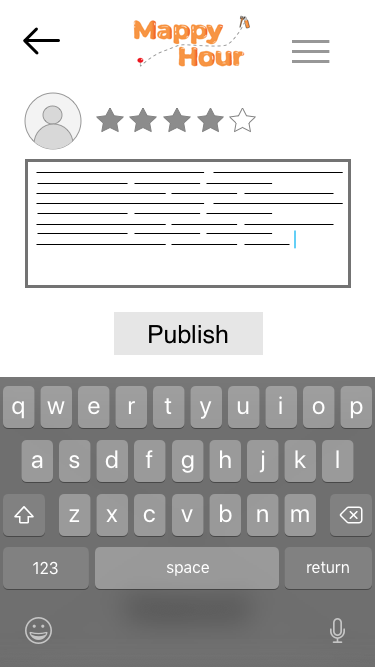 Mappy
Hour
Publish
q w e r t y u i o p
a s d f g h j k l
z x c v b n m
123 space return